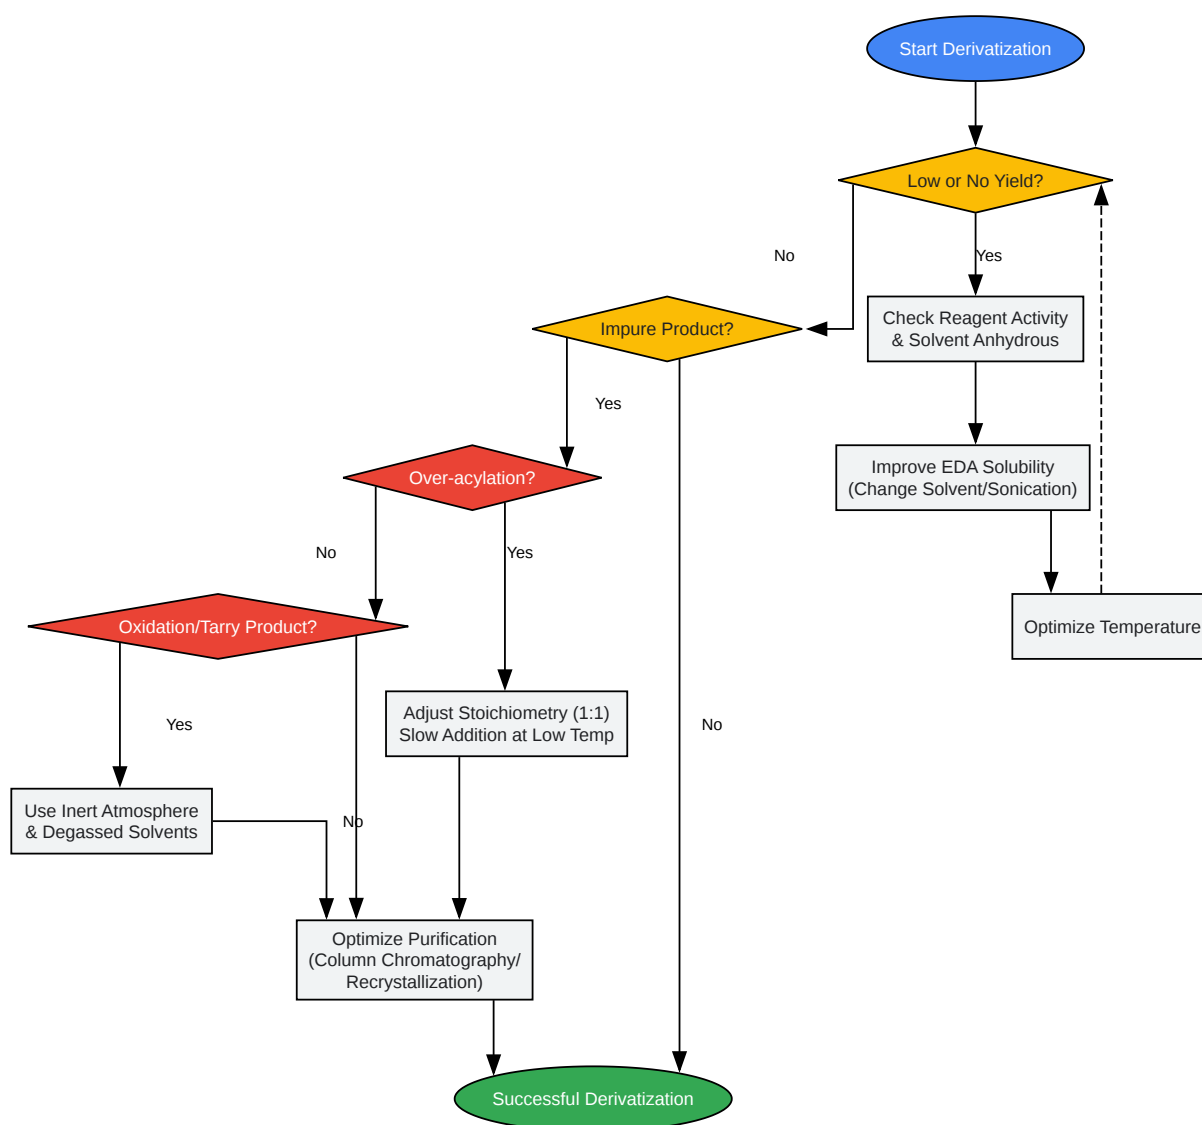 Start Derivatization
Low or No Yield?
No
Yes
Impure Product?
Check Reagent Activity
& Solvent Anhydrous
Yes
Over-acylation?
Improve EDA Solubility
(Change Solvent/Sonication)
No
Yes
Oxidation/Tarry Product?
Optimize Temperature
Adjust Stoichiometry (1:1)
Slow Addition at Low Temp
Yes
No
Use Inert Atmosphere
& Degassed Solvents
No
Optimize Purification
(Column Chromatography/
Recrystallization)
Successful Derivatization